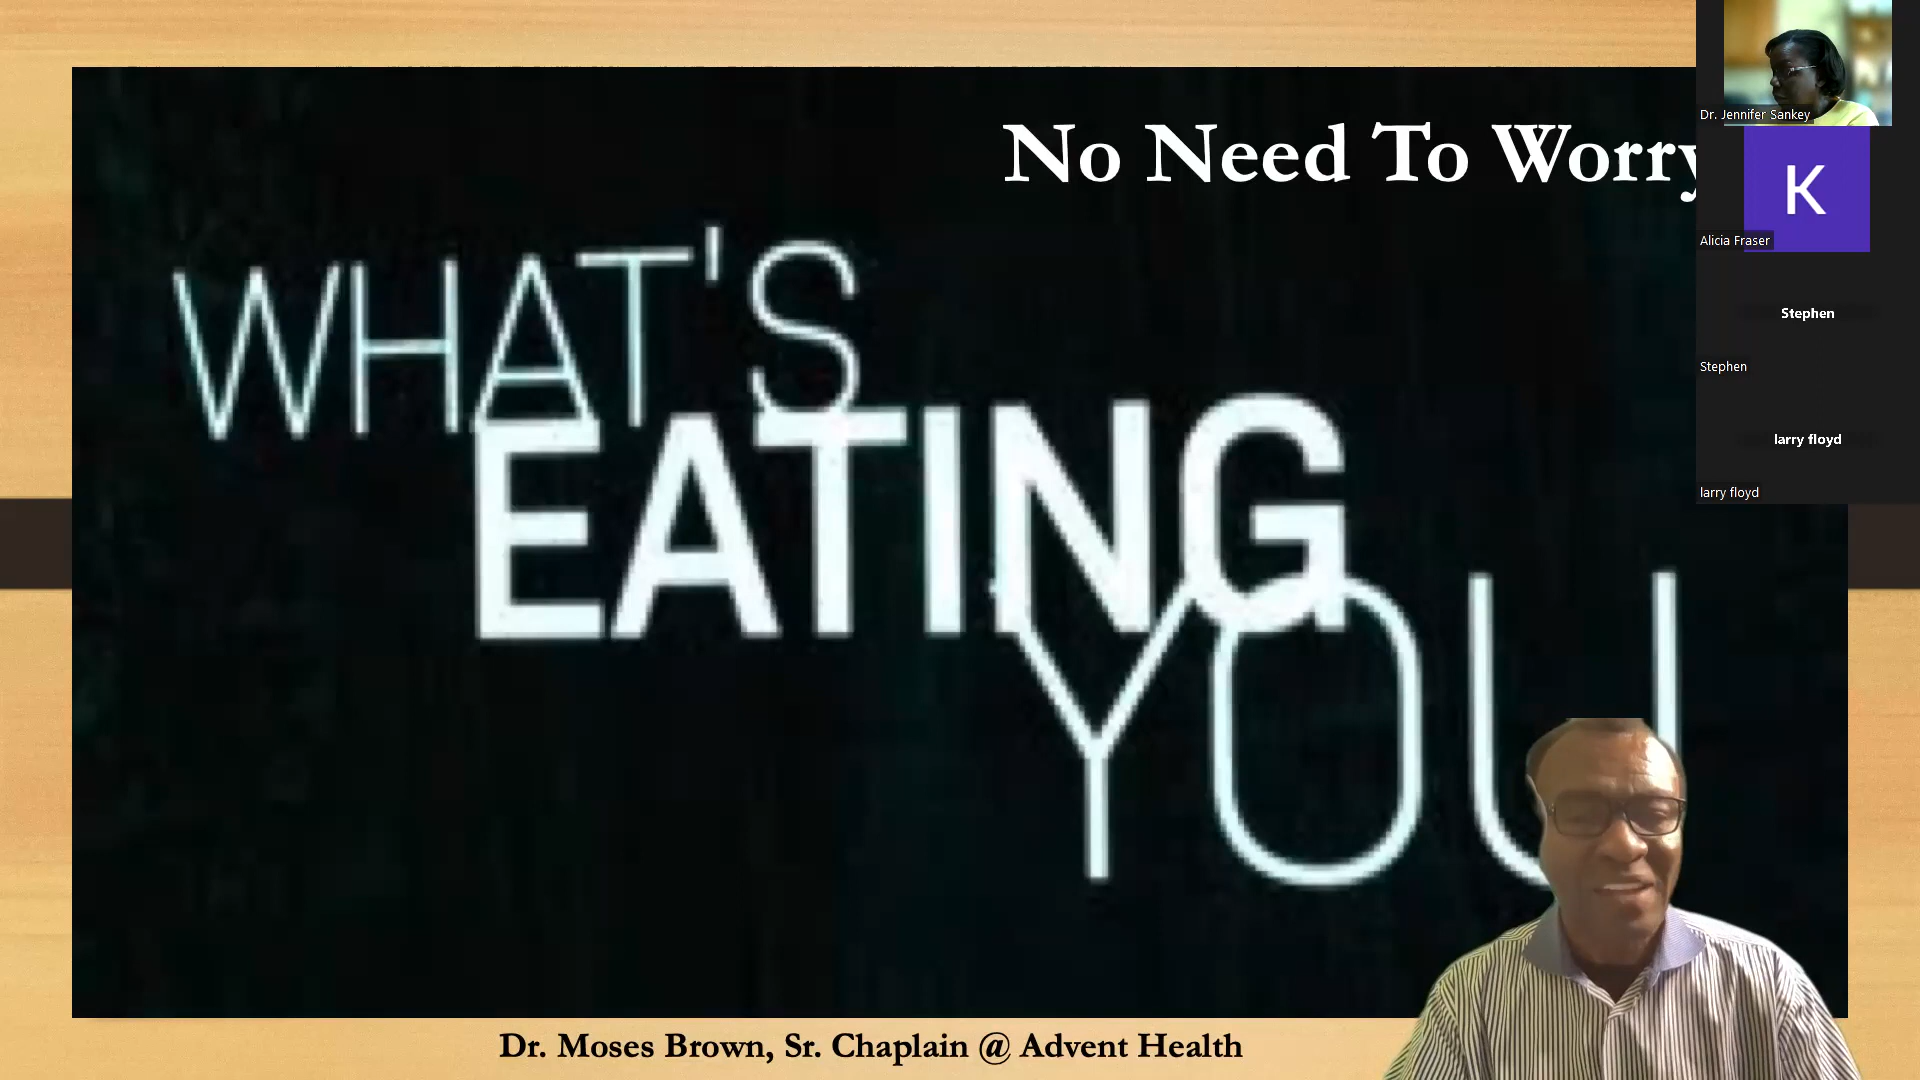 No Need To Worry
WHAT'S
EATING
YOU
Dr. Moses Brown, Sr. Chaplain @ Advent Health
Dr. Jennifer Sankey
K
Alicia Fraser
Stephen
Stephen
larry floyd
larry floyd